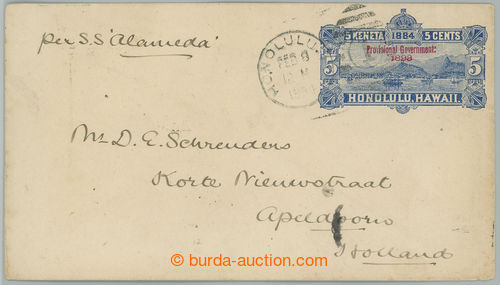 per S.S. "Alameda"
5 KENETA 1884 5 CENTS
Provisional Government:
1893
5 5
HONOLULU, HAWAII.
HONOLULU
FEB 9
Mr D. E. Schreuders
Korte Nieuwstraat
Apeldoorn
Holland
burda-auction.com